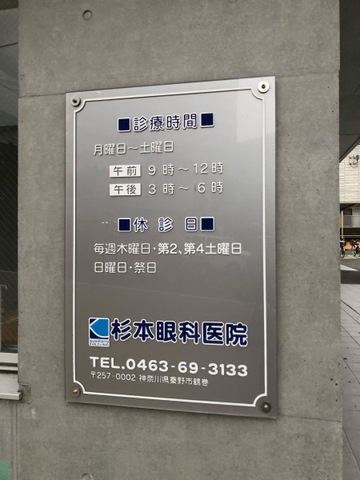 ■診療時間■
月曜日～土曜日
午前 9時～12時
午後 3時～6時
■休診日■
毎週木曜日・第2、第4土曜日
日曜日・祭日
杉本眼科医院
TEL.0463-69-3133
〒257-0002 神奈川県秦野市鶴巻